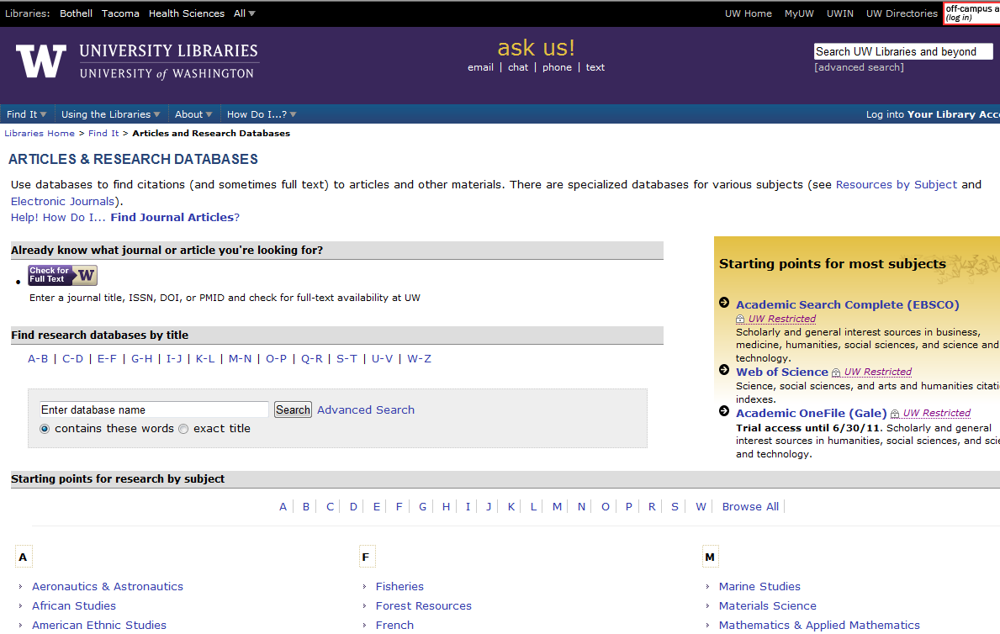 Libraries: Bothell Tacoma Health Sciences All UW Home MyUW UWIN UW Directories off-campus a
(log in)
W UNIVERSITY LIBRARIES
UNIVERSITY of WASHINGTON
ask us!
email | chat | phone | text
Search UW Libraries and beyond
[advanced search]
Find It Using the Libraries About How Do I...? Log into Your Library Acc
Libraries Home > Find It > Articles and Research Databases
ARTICLES & RESEARCH DATABASES
Use databases to find citations (and sometimes full text) to articles and other materials. There are specialized databases for various subjects (see Resources by Subject and
Electronic Journals).
Help! How Do I... Find Journal Articles?
Already know what journal or article you're looking for?
Check for
Full Text W
Enter a journal title, ISSN, DOI, or PMID and check for full-text availability at UW
Find research databases by title
A-B | C-D | E-F | G-H | I-J | K-L | M-N | O-P | Q-R | S-T | U-V | W-Z
Enter database name Search Advanced Search
contains these words exact title
Starting points for most subjects
Academic Search Complete (EBSCO)
UW Restricted
Scholarly and general interest sources in business,
medicine, humanities, social sciences, and science and
technology.
Web of Science UW Restricted
Science, social sciences, and arts and humanities citati
indexes.
Academic OneFile (Gale) UW Restricted
Trial access until 6/30/11. Scholarly and general
interest sources in humanities, social sciences, and scie
and technology.
Starting points for research by subject
A B C D E F G H I J K L M N O P R S W Browse All
A
Aeronautics & Astronautics
African Studies
American Ethnic Studies
F
Fisheries
Forest Resources
French
M
Marine Studies
Materials Science
Mathematics & Applied Mathematics